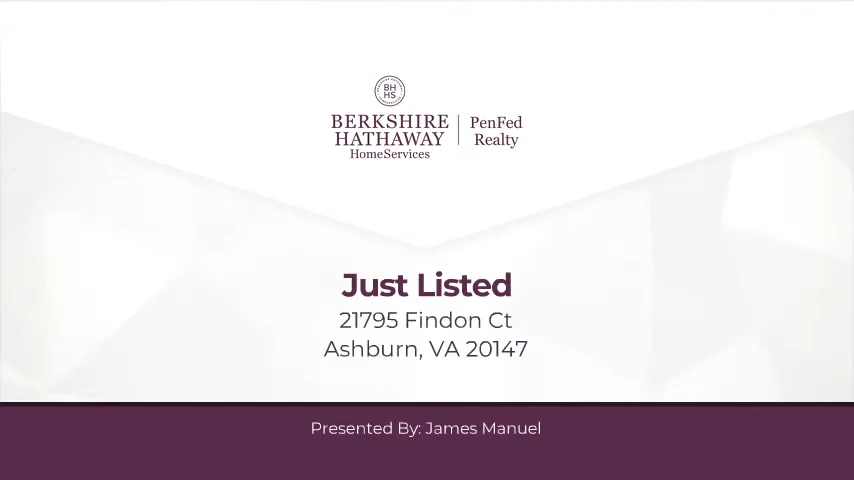 BH
HS
BERKSHIRE
HATHAWAY
HomeServices
PenFed
Realty
Just Listed
21795 Findon Ct
Ashburn, VA 20147
Presented By: James Manuel